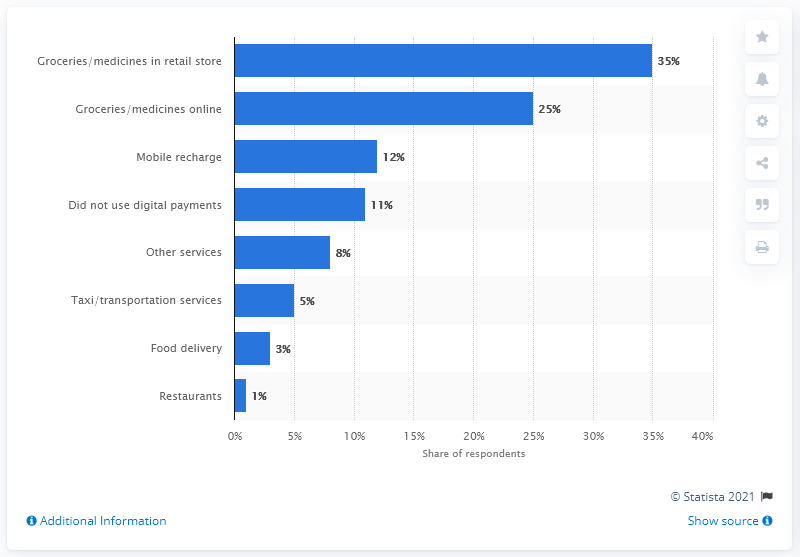 Groceries/medicines in retail store 35%
Groceries/medicines online 25%
Mobile recharge 12%
Did not use digital payments 11%
Other services 8%
Taxi/transportation services 5%
Food delivery 3%
Restaurants 1%
0% 5% 10% 15% 20% 25% 30% 35% 40%
Share of respondents
© Statista 2021
Additional Information Show source